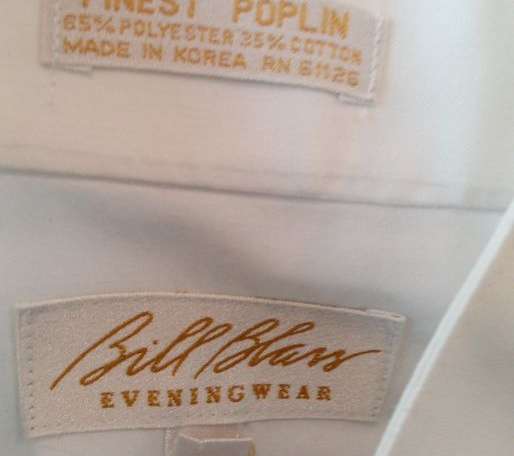 FINEST POPLIN
65% POLYESTER 35% COTTON
MADE IN KOREA RN 61126
Bill Blass
EVENINGWEAR